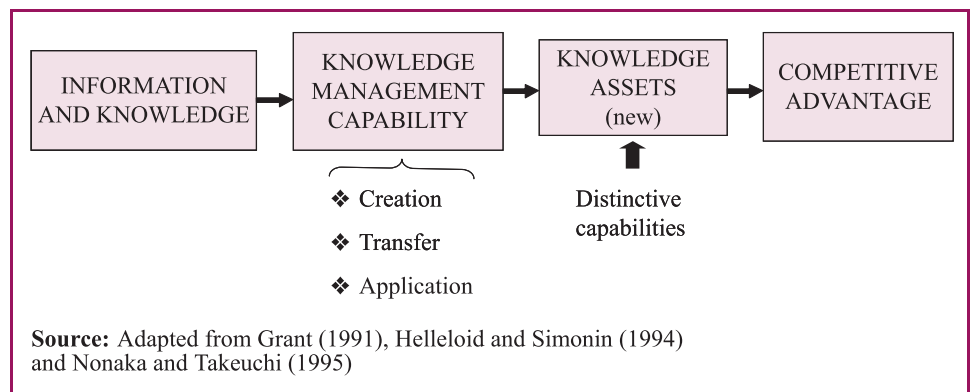 INFORMATION
AND KNOWLEDGE
KNOWLEDGE
MANAGEMENT
CAPABILITY
KNOWLEDGE
ASSETS
(new)
COMPETITIVE
ADVANTAGE
❖ Creation
❖ Transfer
❖ Application
Distinctive
capabilities
Source: Adapted from Grant (1991), Helleloid and Simonin (1994)
and Nonaka and Takeuchi (1995)